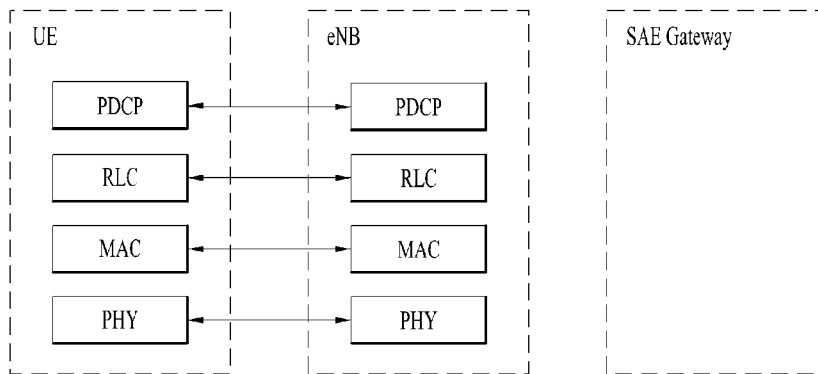 UE
eNB
SAE Gateway
PDCP
PDCP
RLC
RLC
MAC
MAC
PHY
PHY